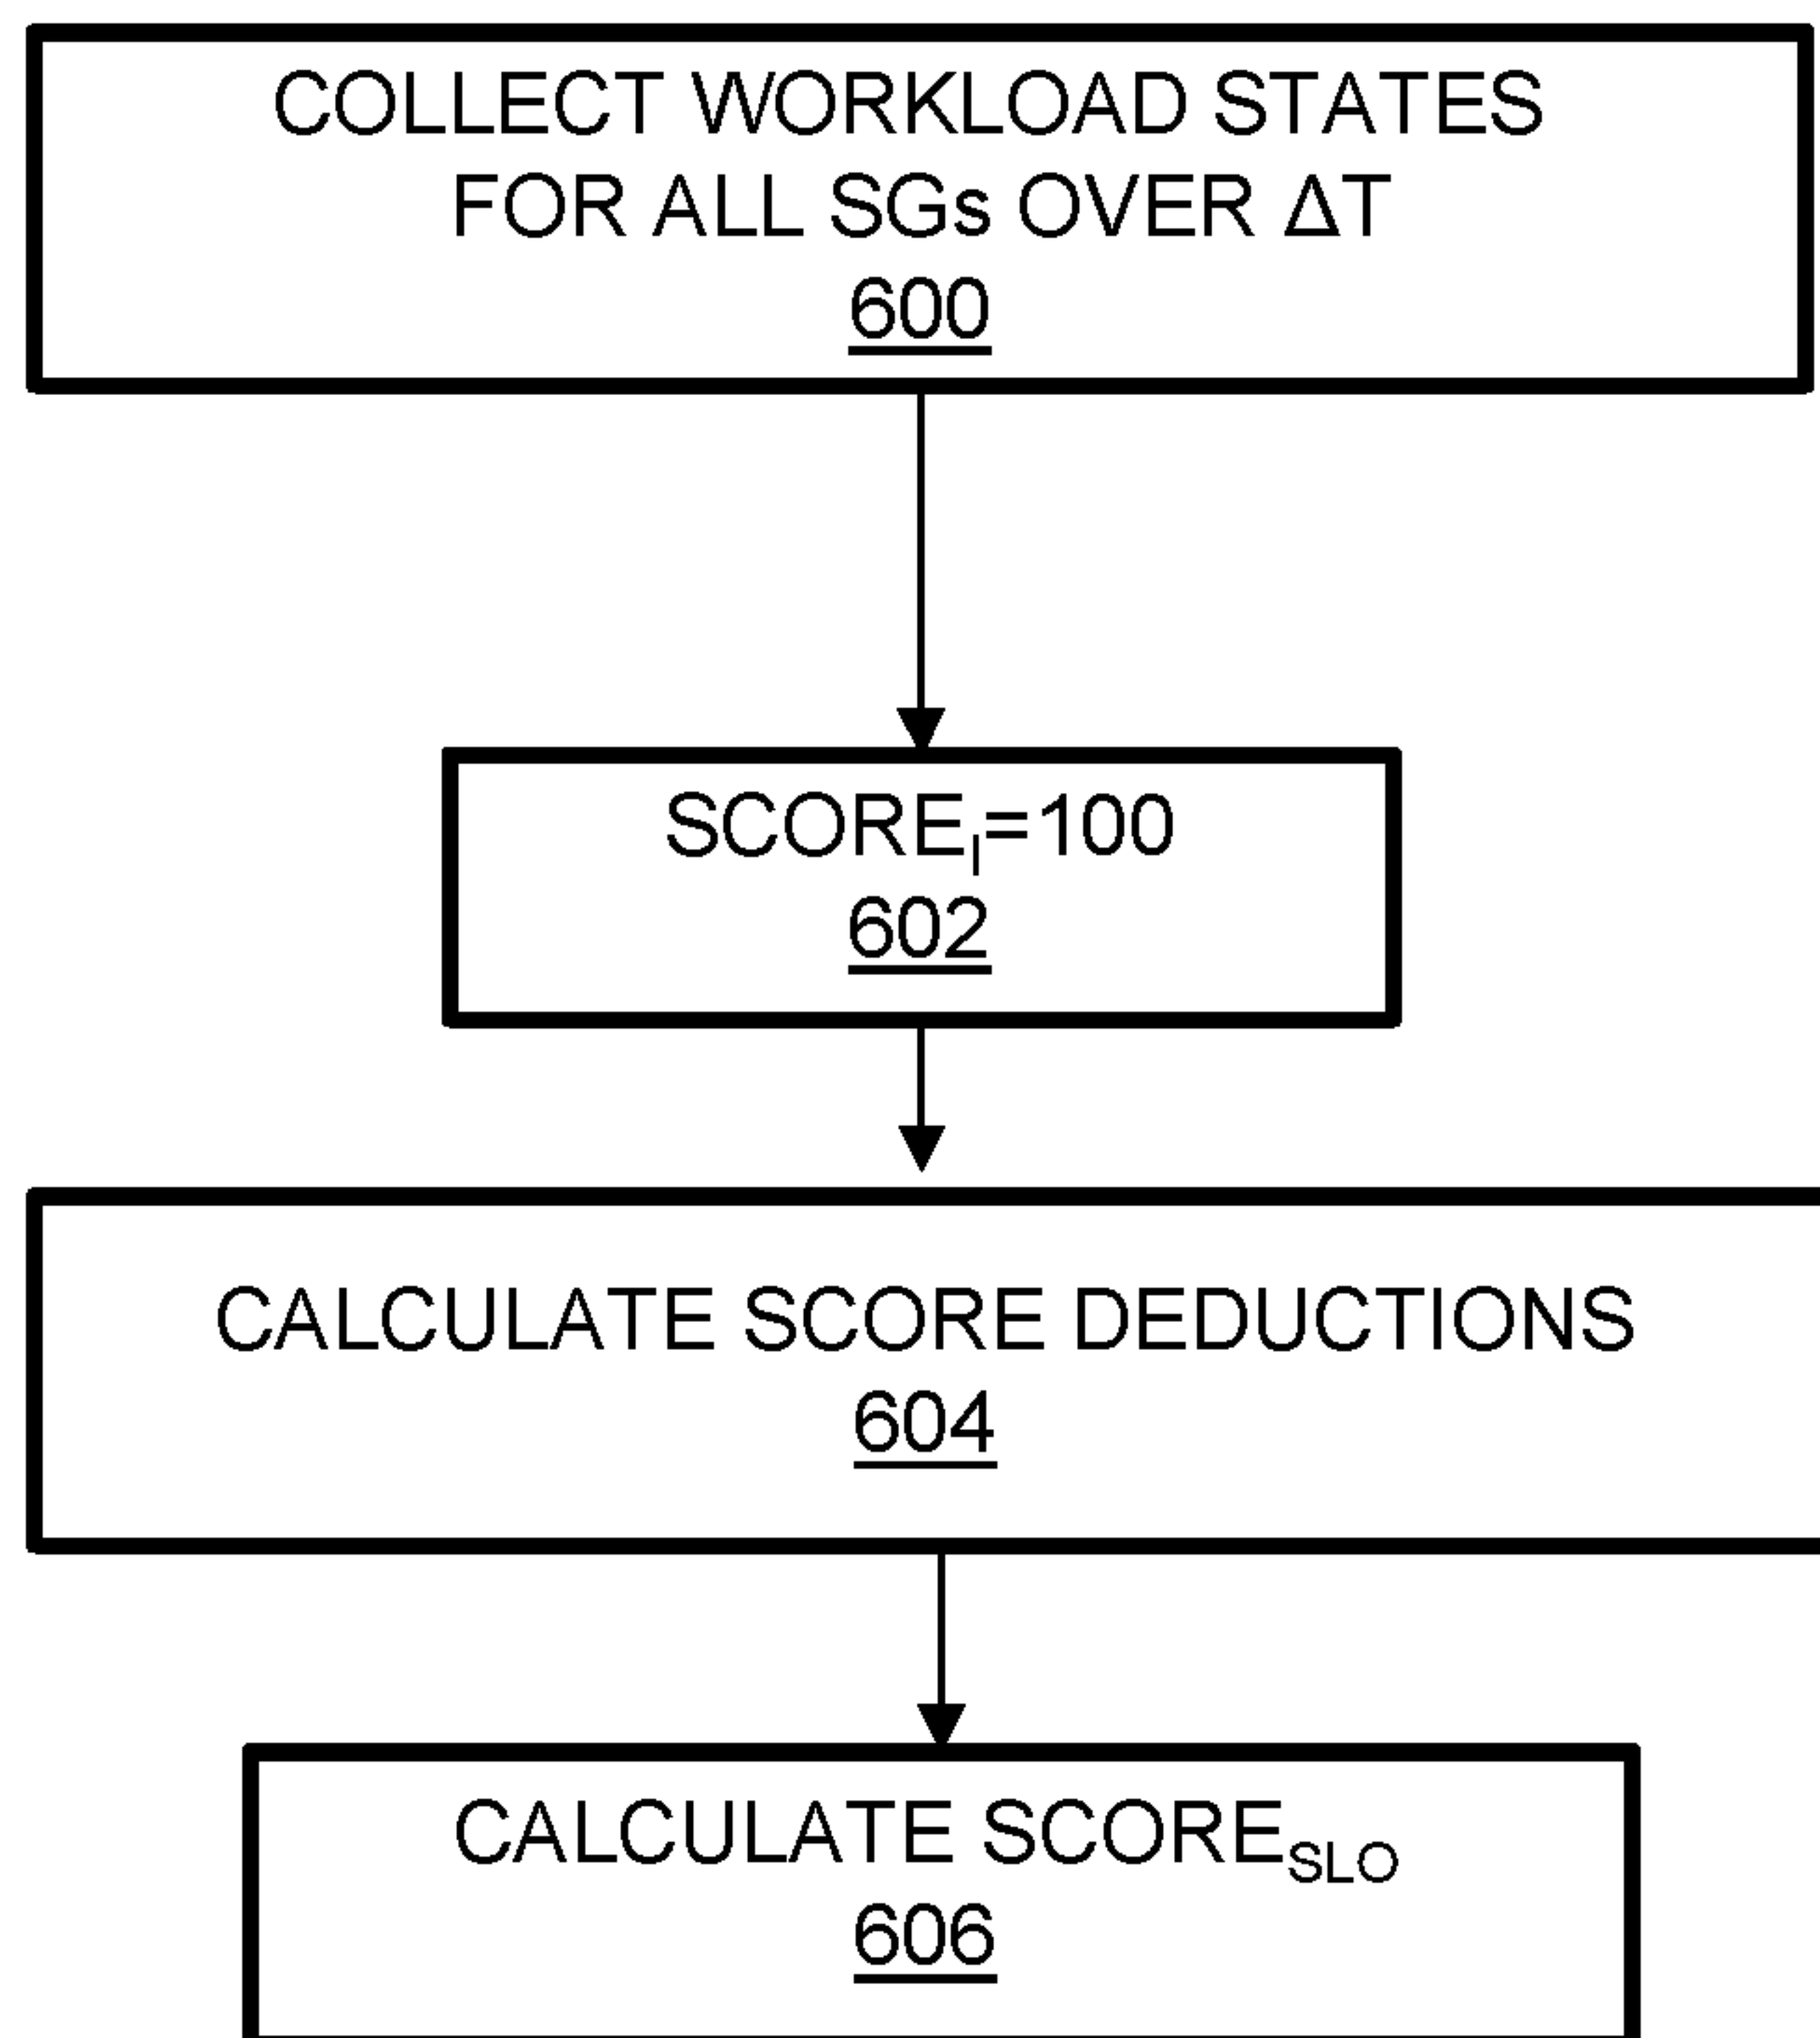 COLLECT WORKLOAD STATES
FOR ALL SGs OVER ΔT
600
SCOREI=100
602
CALCULATE SCORE DEDUCTIONS
604
CALCULATE SCORESLO
606